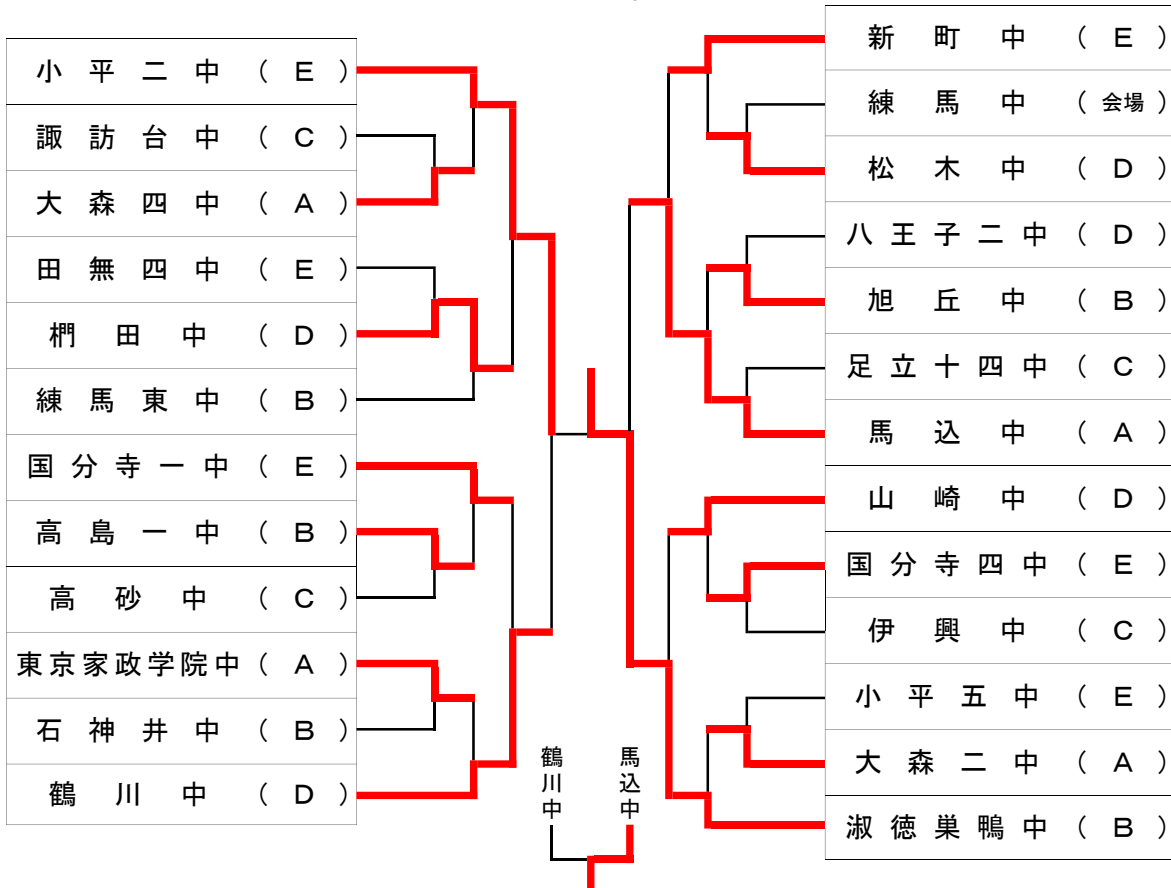 小平二中（E）
諏訪台中（C）
大森四中（A）
田無四中（E）
椚田中（D）
練馬東中（B）
国分寺一中（E）
高島一中（B）
高砂中（C）
東京家政学院中（A）
石神井中（B）
鶴川中（D）
鶴川中
馬込中
新町中（E）
練馬中（会場）
松木中（D）
八王子二中（D）
旭丘中（B）
足立十四中（C）
馬込中（A）
山崎中（D）
国分寺四中（E）
伊興中（C）
小平五中（E）
大森二中（A）
淑徳巣鴨中（B）